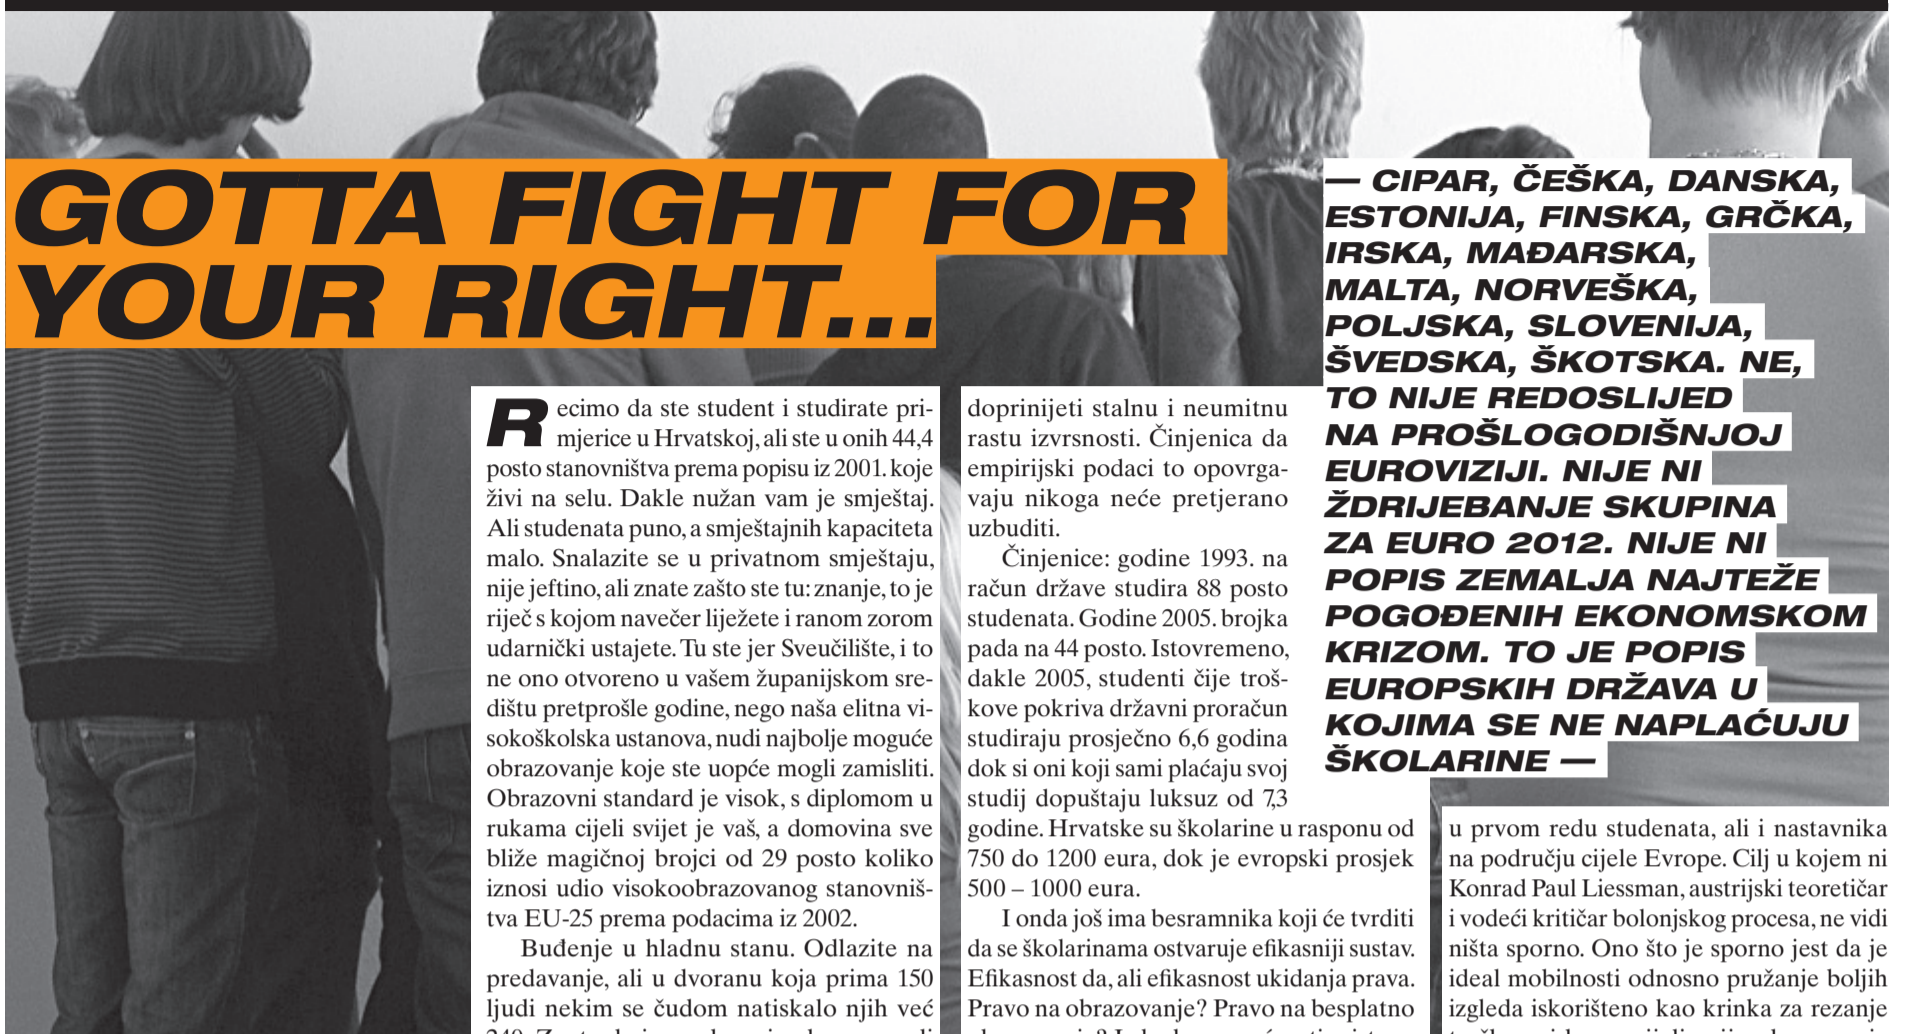 GOTTA FIGHT FOR
YOUR RIGHT...
— CIPAR, ČEŠKA, DANSKA,
ESTONIJA, FINSKA, GRČKA,
IRSKA, MAĐARSKA,
MALTA, NORVEŠKA,
POLJSKA, SLOVENIJA,
ŠVEDSKA, ŠKOTSKA. NE,
TO NIJE REDOSLIJED
NA PROŠLOGODIŠNJOJ
EUROVIZIJI. NIJE NI
ŽDRIJEBANJE SKUPINA
ZA EURO 2012. NIJE NI
POPIS ZEMALJA NAJTEŽE
POGOĐENIH EKONOMSKOM
KRIZOM. TO JE POPIS
EUROPSKIH DRŽAVA U
KOJIMA SE NE NAPLAĆUJU
ŠKOLARINE —
Recimo da ste student i studirate pri-
mjerice u Hrvatskoj, ali ste u onih 44,4
posto stanovništva prema popisu iz 2001. koje
živi na selu. Dakle nužan vam je smještaj.
Ali studenata puno, a smještajnih kapaciteta
malo. Snalazite se u privatnom smještaju,
nije jeftino, ali znate zašto ste tu: znanje, to je
riječ s kojom navečer liježete i ranom zorom
udarnički ustajete. Tu ste jer Sveučilište, i to
ne ono otvoreno u vašem županijskom sre-
dištu pretprošle godine, nego naša elitna vi-
sokoškolska ustanova, nudi najbolje moguće
obrazovanje koje ste uopće mogli zamisliti.
Obrazovni standard je visok, s diplomom u
rukama cijeli svijet je vaš, a domovina sve
bliže magičnoj brojci od 29 posto koliko
iznosi udio visokoobrazovanog stanovniš-
tva EU-25 prema podacima iz 2002.
Buđenje u hladnu stanu. Odlazite na
predavanje, ali u dvoranu koja prima 150
ljudi nekim se čudom natiskalo njih već
doprinijeti stalnu i neumitnu
rastu izvrsnosti. Činjenica da
empirijski podaci to opovrga-
vaju nikoga neće pretjerano
uzbuditi.
Činjenice: godine 1993. na
račun države studira 88 posto
studenata. Godine 2005. brojka
pada na 44 posto. Istovremeno,
dakle 2005, studenti čije troš-
kove pokriva državni proračun
studiraju prosječno 6,6 godina
dok si oni koji sami plaćaju svoj
studij dopuštaju luksuz od 7,3
godine. Hrvatske su školarine u rasponu od
750 do 1200 eura, dok je evropski prosjek
500 – 1000 eura.
I onda još ima besramnika koji će tvrditi
da se školarinama ostvaruje efikasniji sustav.
Efikasnost da, ali efikasnost ukidanja prava.
Pravo na obrazovanje? Pravo na besplatno
u prvom redu studenata, ali i nastavnika
na području cijele Evrope. Cilj u kojem ni
Konrad Paul Liessman, austrijski teoretičar
i vodeći kritičar bolonjskog procesa, ne vidi
ništa sporno. Ono što je sporno jest da je
ideal mobilnosti odnosno pružanje boljih
izgleda iskorišteno kao krinka za rezanje